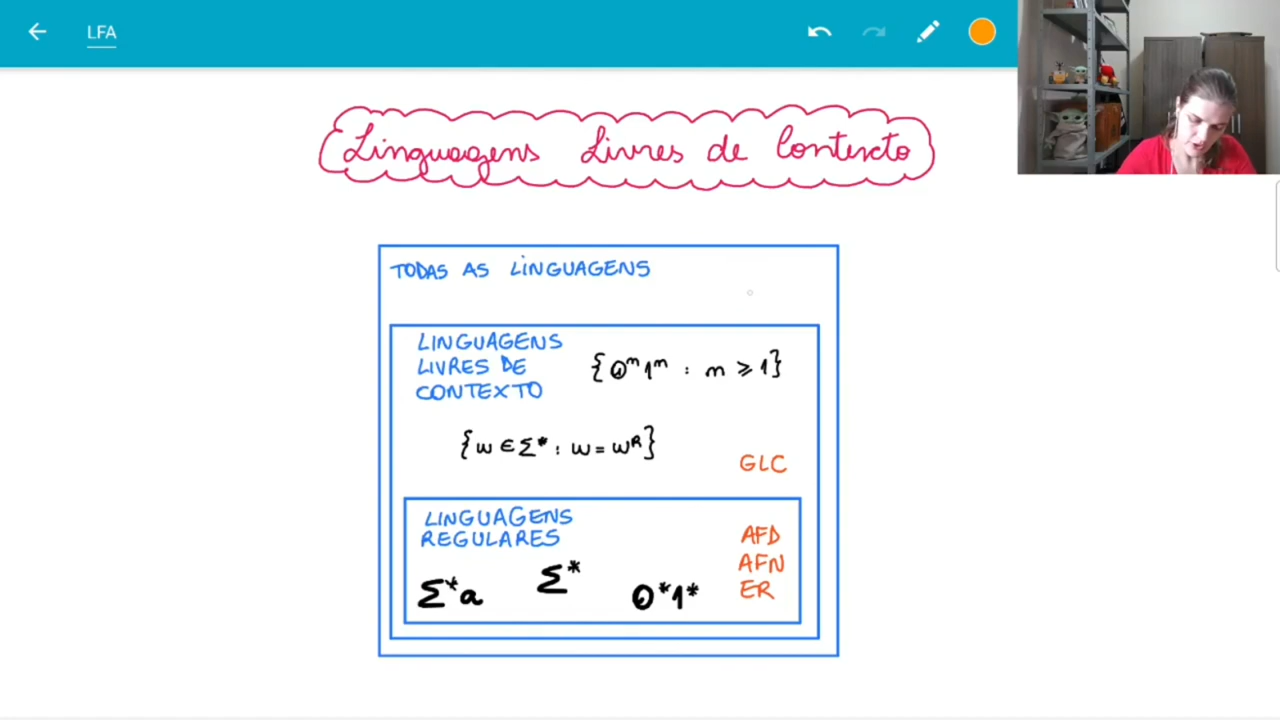 LFA
Linguagens Livres de Contexto
TODAS AS LINGUAGENS
LINGUAGENS
LIVRES DE
CONTEXTO
{0ⁿ1ⁿ : n ⩾ 1}
{w ∈ Σ* : w = wᴿ}
GLC
LINGUAGENS
REGULARES
AFD
AFN
ER
Σ*a
Σ*
0*1*